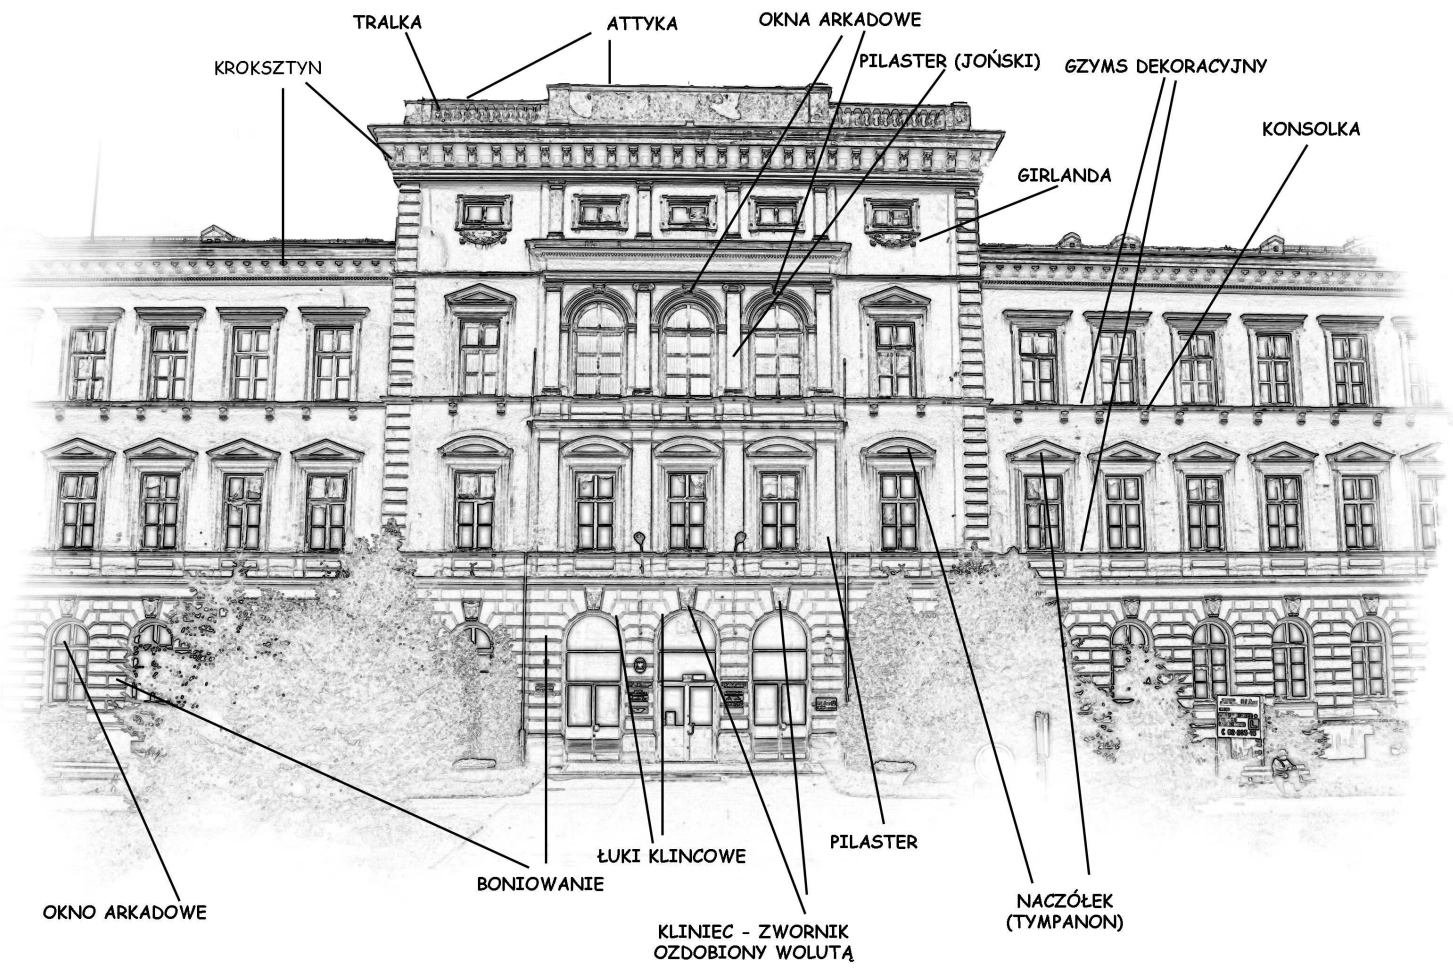 TRALKA
ATTYKA
OKNA ARKADOWE
KROKSZTYN
PILASTER (JOŃSKI)
GZYMS DEKORACYJNY
KONSOLKA
GIRLANDA
PILASTER
ŁUKI KLINCOWE
BONIOWANIE
OKNO ARKADOWE
NACZÓŁEK
(TYMPANON)
KLINIEC - ZWORNIK
OZDOBIONY WOLUTĄ